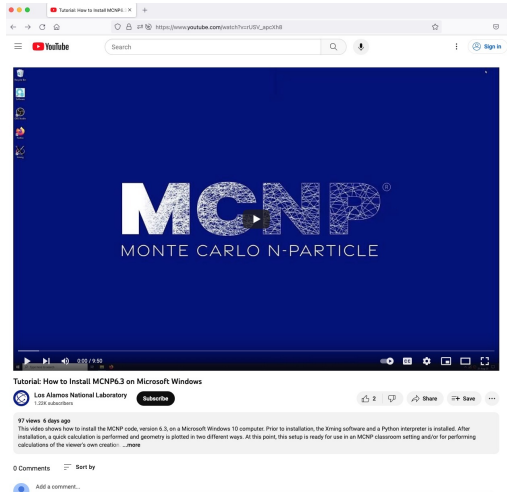 Tutorial: How to Install MCNP6.: × +
https://www.youtube.com/watch?v=
YouTube Search Sign in
MCNP®
MONTE CARLO N-PARTICLE
0:00 / 9:50 CC
Tutorial: How to Install MCNP6.3 on Microsoft Windows
Los Alamos National Laboratory
1.22K subscribers
Subscribe
2 Share Save ...
97 views 6 days ago
This video shows how to install the MCNP code, version 6.3, on a Microsoft Windows 10 computer. Prior to installation, the Xming software and a Python interpreter is installed. After
installation, a quick calculation is performed and geometry is plotted in two different ways. At this point, this setup is ready for use in an MCNP classroom setting and/or for performing
calculations of the viewer's own creation. ...more
0 Comments Sort by
Add a comment...